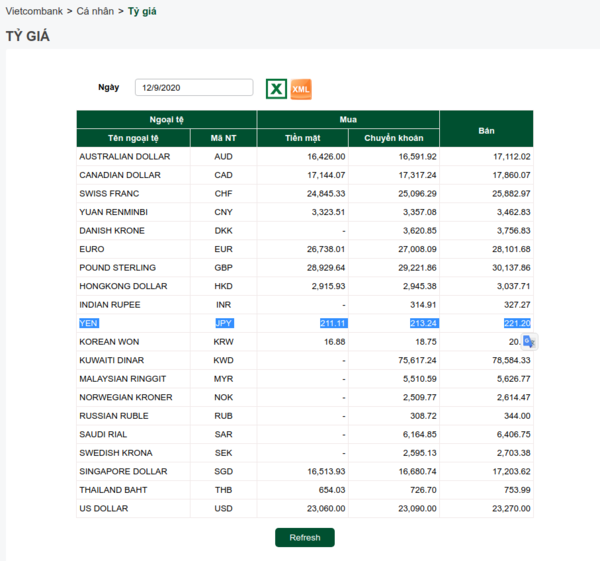 Vietcombank > Cá nhân > Tỷ giá
TỶ GIÁ
Ngày 12/9/2020 X XML
Ngoại tệ Mua Bán
Tên ngoại tệ Mã NT Tiền mặt Chuyển khoản
AUSTRALIAN DOLLAR AUD 16,426.00 16,591.92 17,112.02
CANADIAN DOLLAR CAD 17,144.07 17,317.24 17,860.07
SWISS FRANC CHF 24,845.33 25,096.29 25,882.97
YUAN RENMINBI CNY 3,323.51 3,357.08 3,462.83
DANISH KRONE DKK - 3,620.85 3,756.83
EURO EUR 26,738.01 27,008.09 28,101.68
POUND STERLING GBP 28,929.64 29,221.86 30,137.86
HONGKONG DOLLAR HKD 2,915.93 2,945.38 3,037.71
INDIAN RUPEE INR - 314.91 327.27
YEN JPY 211.11 213.24 221.20
KOREAN WON KRW 16.88 18.75 20.
KUWAITI DINAR KWD - 75,617.24 78,584.33
MALAYSIAN RINGGIT MYR - 5,510.59 5,626.77
NORWEGIAN KRONER NOK - 2,509.77 2,614.47
RUSSIAN RUBLE RUB - 308.72 344.00
SAUDI RIAL SAR - 6,164.85 6,406.75
SWEDISH KRONA SEK - 2,595.13 2,703.38
SINGAPORE DOLLAR SGD 16,513.93 16,680.74 17,203.62
THAILAND BAHT THB 654.03 726.70 753.99
US DOLLAR USD 23,060.00 23,090.00 23,270.00
Refresh